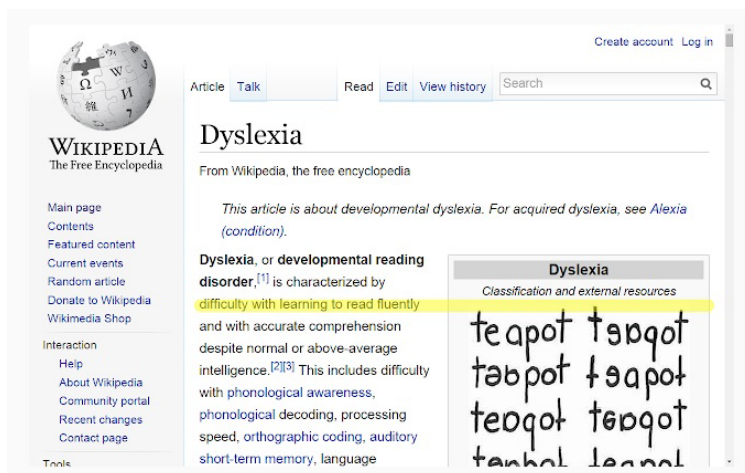 Create account Log in
Article Talk Read Edit View history Search
WIKIPEDIA
The Free Encyclopedia
Main page
Contents
Featured content
Current events
Random article
Donate to Wikipedia
Wikimedia Shop
Interaction
Help
About Wikipedia
Community portal
Recent changes
Contact page
Tools
Dyslexia
From Wikipedia, the free encyclopedia
This article is about developmental dyslexia. For acquired dyslexia, see Alexia
(condition).
Dyslexia, or developmental reading
disorder,[1] is characterized by
difficulty with learning to read fluently
and with accurate comprehension
despite normal or above-average
intelligence.[2][3] This includes difficulty
with phonological awareness,
phonological decoding, processing
speed, orthographic coding, auditory
short-term memory, language
Dyslexia
Classification and external resources
teapot